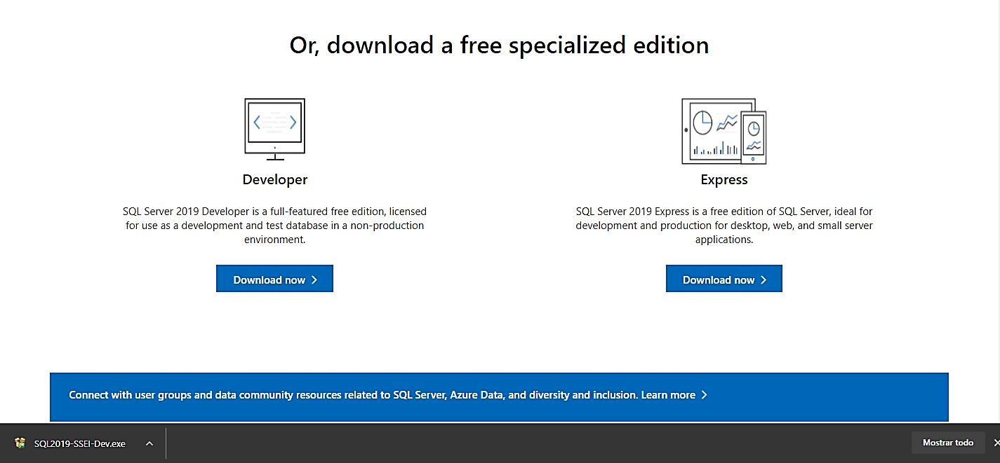 Or, download a free specialized edition
Developer
SQL Server 2019 Developer is a full-featured free edition, licensed
for use as a development and test database in a non-production
environment.
Download now
Express
SQL Server 2019 Express is a free edition of SQL Server, ideal for
development and production for desktop, web, and small server
applications.
Download now
Connect with user groups and data community resources related to SQL Server, Azure Data, and diversity and inclusion. Learn more
SQL2019-SSEI-Dev.exe
Mostrar todo